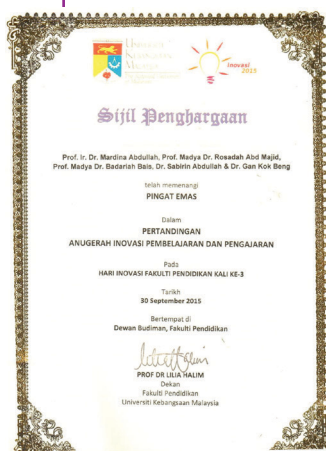 Universiti
Kebangsaan
Malaysia
inovasi
2015
Sijil Penghargaan
Prof. Ir. Dr. Mardina Abdullah, Prof. Madya Dr. Rosadah Abd Majid,
Prof. Madya Dr. Badariah Bais, Dr. Sabirin Abdullah & Dr. Gan Kok Beng
telah memenangi
PINGAT EMAS
Dalam
PERTANDINGAN
ANUGERAH INOVASI PEMBELAJARAN DAN PENGAJARAN
Pada
HARI INOVASI FAKULTI PENDIDIKAN KALI KE-3
Tarikh
30 September 2015
Bertempat di
Dewan Budiman, Fakulti Pendidikan
PROF DR LILIA HALIM
Dekan
Fakulti Pendidikan
Universiti Kebangsaan Malaysia